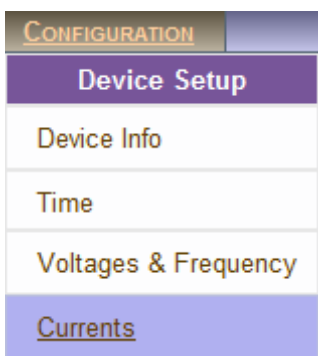 CONFIGURATION
Device Setup
Device Info
Time
Voltages & Frequency
Currents